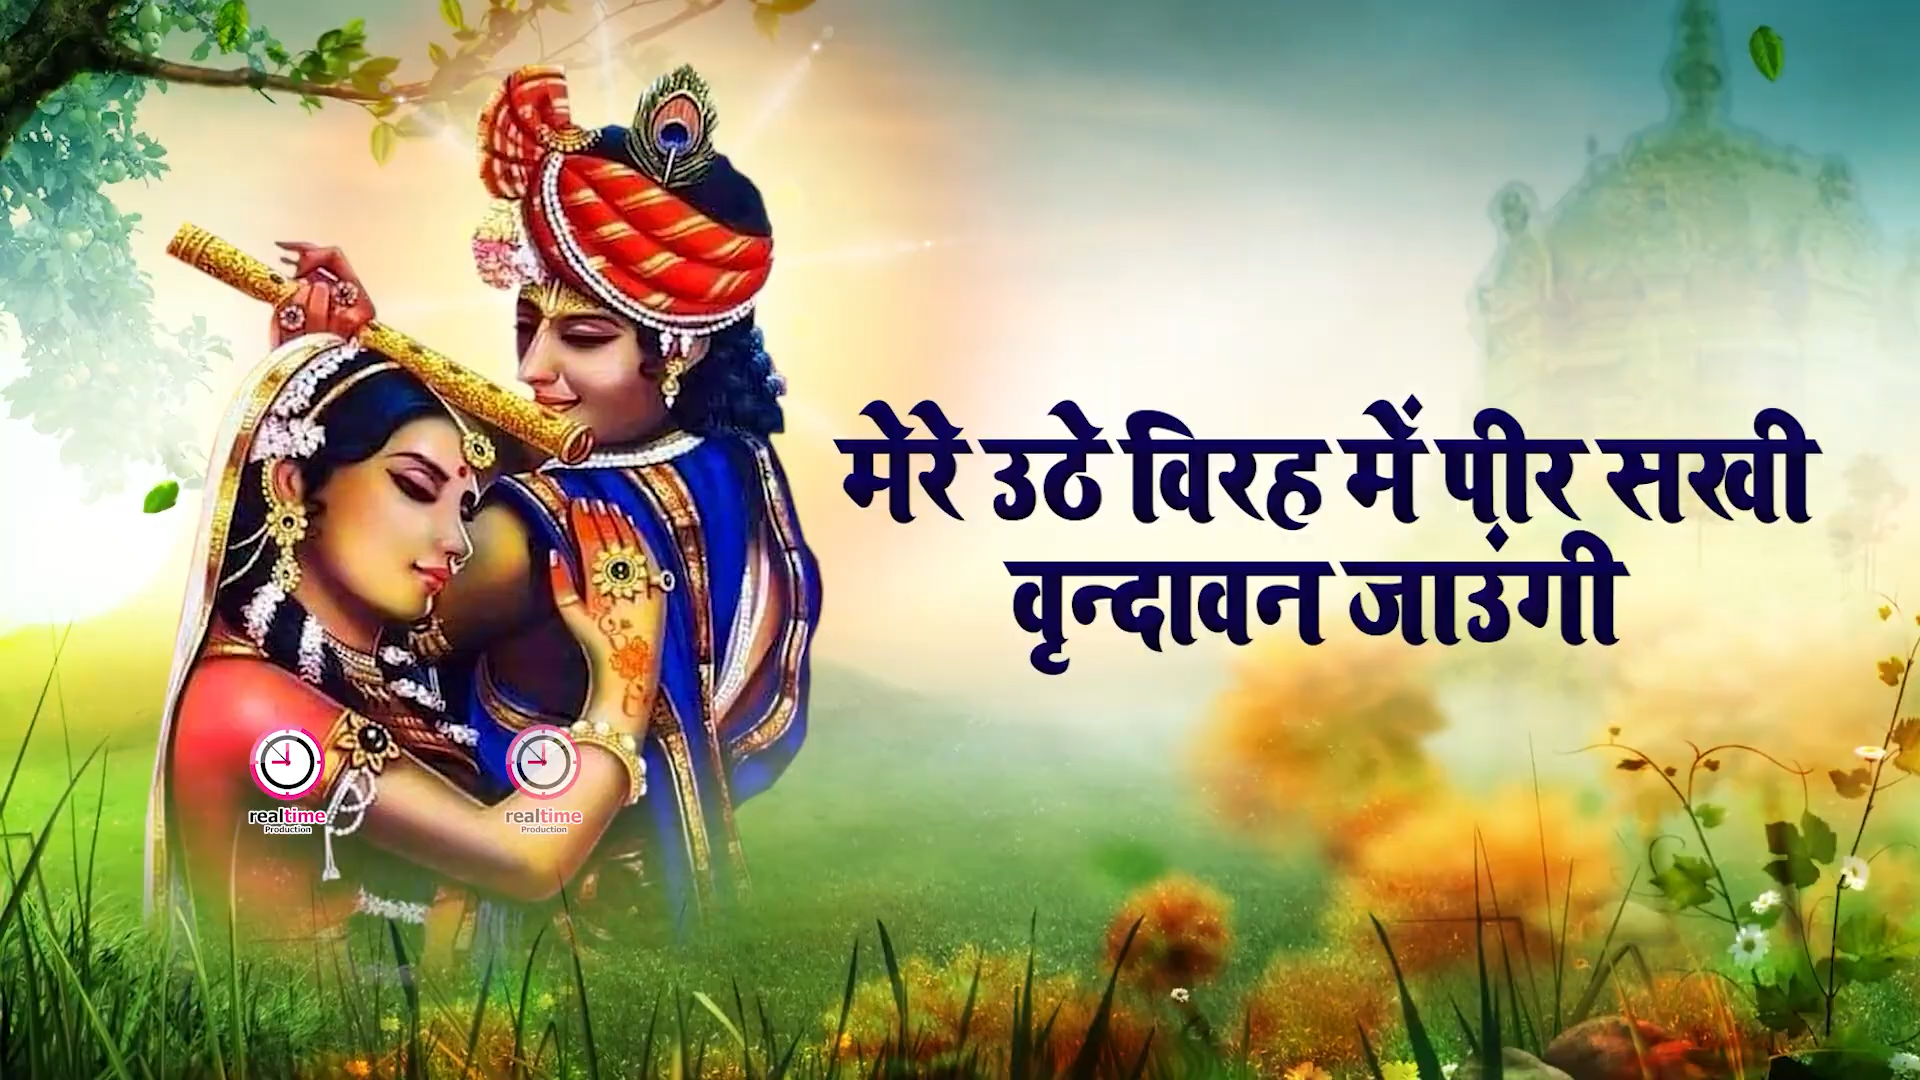 मेरे उठे विरह में पीर सखी
वृन्दावन जाउंगी
realtime
Production
realtime
Production